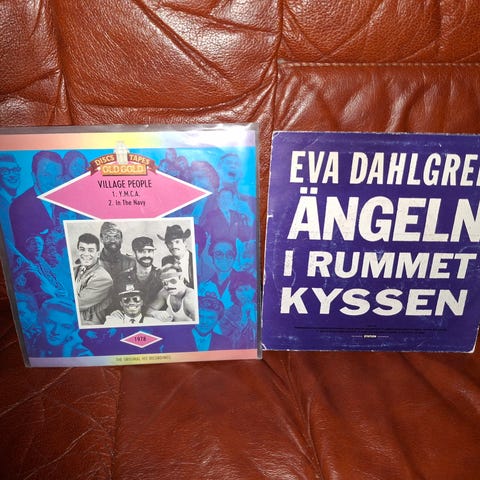 DISCS TAPES
OLD GOLD
VILLAGE PEOPLE
1. Y.M.C.A.
2. In The Navy
1978
THE ORIGINAL HIT RECORDINGS
EVA DAHLGRE
ÄNGELN
I RUMMET
KYSSEN